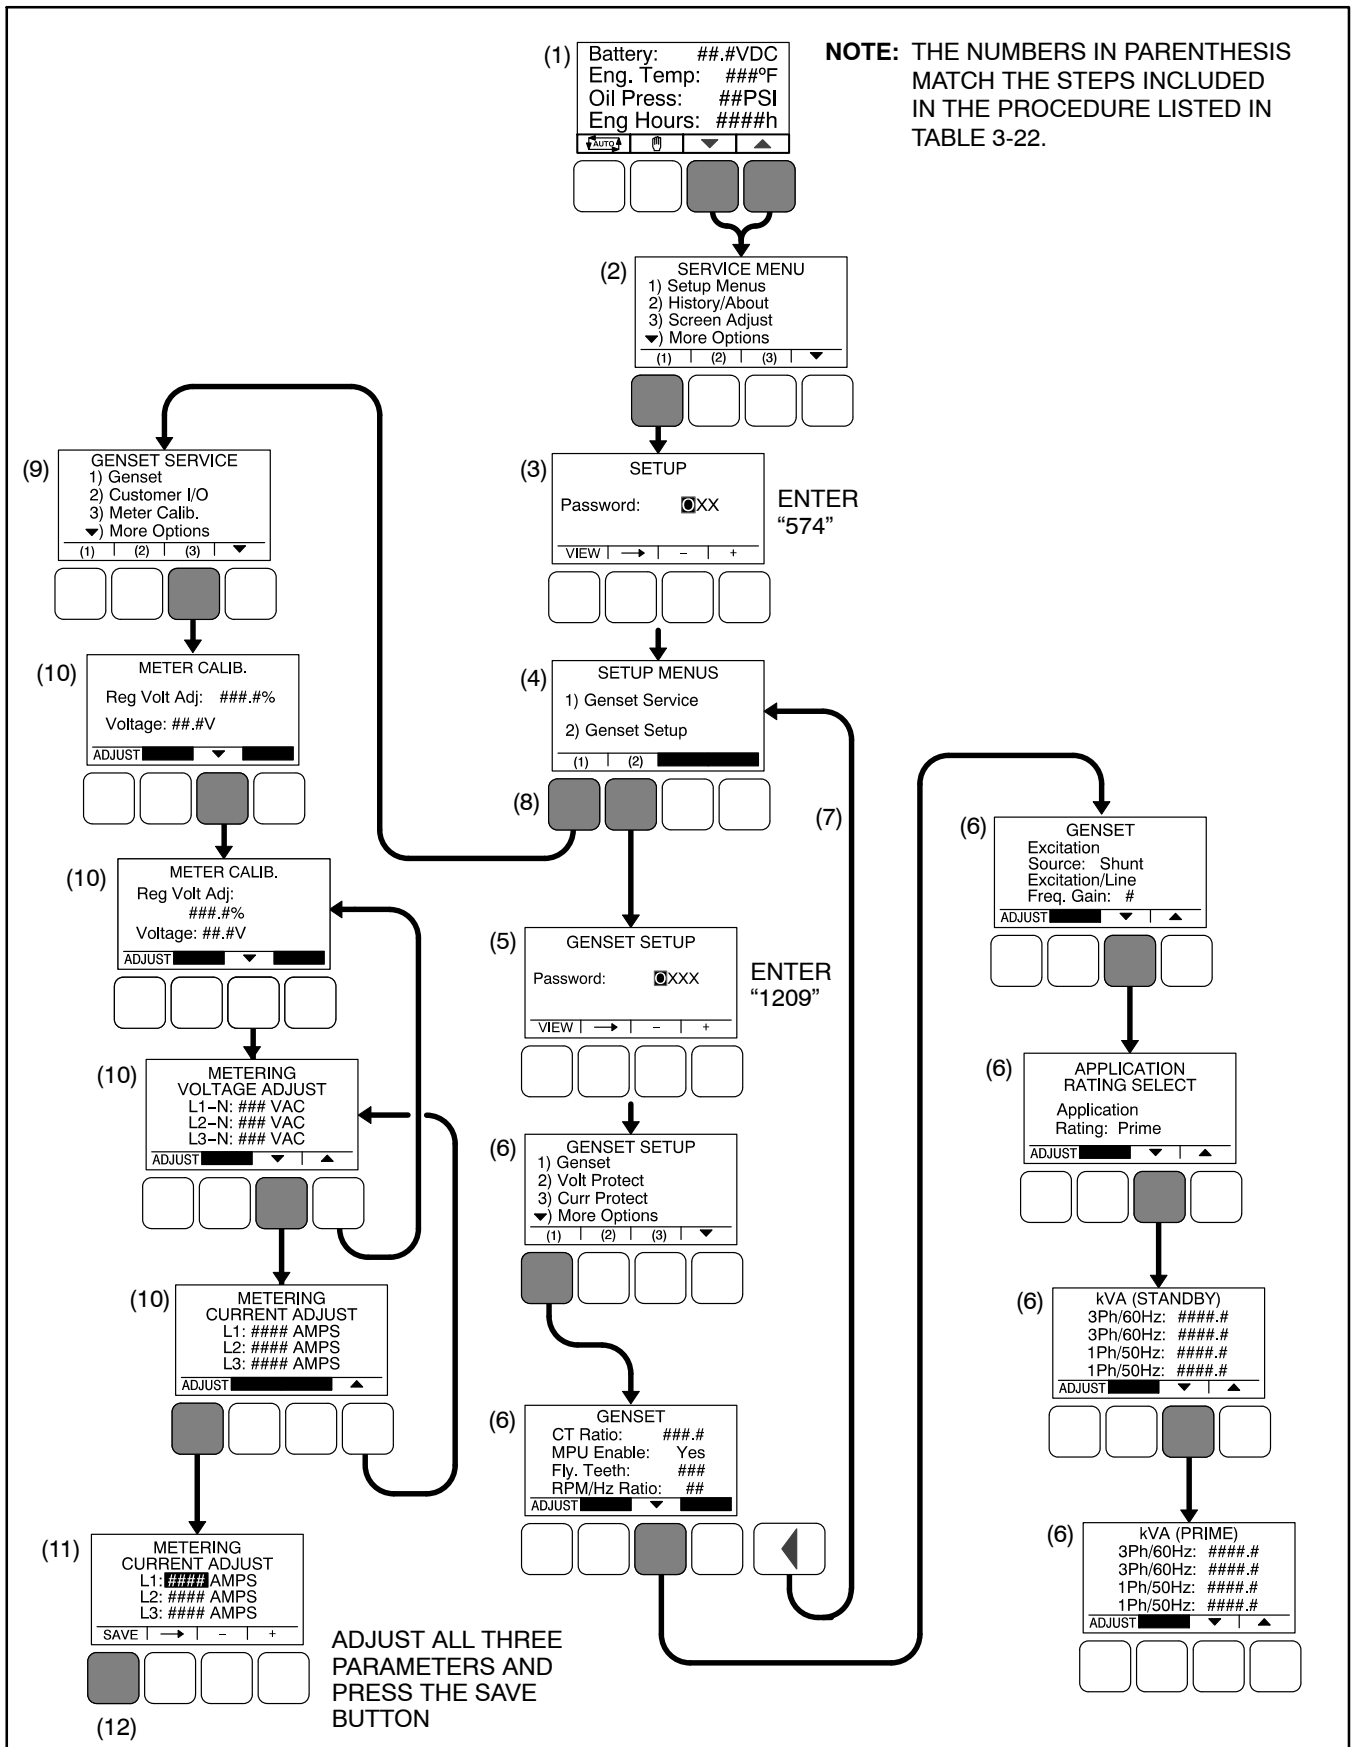 (1)
Battery: ##.#VDC
Eng. Temp: ###ºF
Oil Press: ##PSI
Eng Hours: ####h
AUTO
NOTE: THE NUMBERS IN PARENTHESIS
MATCH THE STEPS INCLUDED
IN THE PROCEDURE LISTED IN
TABLE 3-22.
(2)
SERVICE MENU
1) Setup Menus
2) History/About
3) Screen Adjust
▼) More Options
(1) (2) (3) ▼
(3)
SETUP
Password: 0XX
VIEW → − +
ENTER
“574”
(4)
SETUP MENUS
1) Genset Service
2) Genset Setup
(1) (2)
(8)
(7)
(5)
GENSET SETUP
Password: 0XXX
VIEW → − +
ENTER
“1209”
(6)
GENSET SETUP
1) Genset
2) Volt Protect
3) Curr Protect
▼) More Options
(1) (2) (3) ▼
(6)
GENSET
CT Ratio: ###.#
MPU Enable: Yes
Fly. Teeth: ###
RPM/Hz Ratio: ##
ADJUST ▼
(6)
GENSET
Excitation
Source: Shunt
Excitation/Line
Freq. Gain: #
ADJUST ▼ ▲
(6)
APPLICATION
RATING SELECT
Application
Rating: Prime
ADJUST ▼ ▲
(6)
kVA (STANDBY)
3Ph/60Hz: ####.#
3Ph/60Hz: ####.#
1Ph/50Hz: ####.#
1Ph/50Hz: ####.#
ADJUST ▼ ▲
(6)
kVA (PRIME)
3Ph/60Hz: ####.#
3Ph/60Hz: ####.#
1Ph/50Hz: ####.#
1Ph/50Hz: ####.#
ADJUST ▼ ▲
(9)
GENSET SERVICE
1) Genset
2) Customer I/O
3) Meter Calib.
▼) More Options
(1) (2) (3) ▼
(10)
METER CALIB.
Reg Volt Adj: ###.#%
Voltage: ##.#V
ADJUST ▼
(10)
METER CALIB.
Reg Volt Adj:
###.#%
Voltage: ##.#V
ADJUST ▼
(10)
METERING
VOLTAGE ADJUST
L1−N: ### VAC
L2−N: ### VAC
L3−N: ### VAC
ADJUST ▼ ▲
(10)
METERING
CURRENT ADJUST
L1: #### AMPS
L2: #### AMPS
L3: #### AMPS
ADJUST ▲
(11)
METERING
CURRENT ADJUST
L1: #### AMPS
L2: #### AMPS
L3: #### AMPS
SAVE → − +
(12)
ADJUST ALL THREE
PARAMETERS AND
PRESS THE SAVE
BUTTON